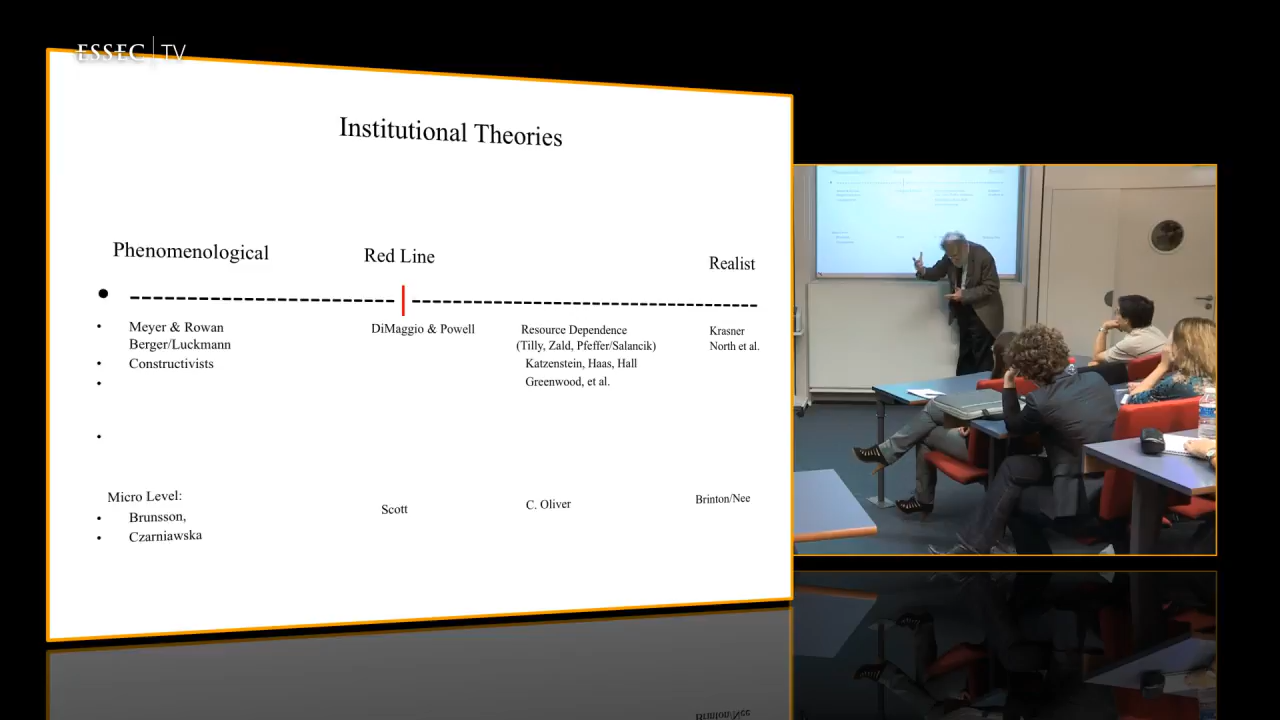 ESSEC TV
Institutional Theories
Phenomenological
Red Line
Realist
Meyer & Rowan
Berger/Luckmann
Constructivists
DiMaggio & Powell
Resource Dependence
(Tilly, Zald, Pfeffer/Salancik)
Katzenstein, Haas, Hall
Greenwood, et al.
Krasner
North et al.
Micro Level:
Brunsson,
Czarniawska
Scott
C. Oliver
Brinton/Nee